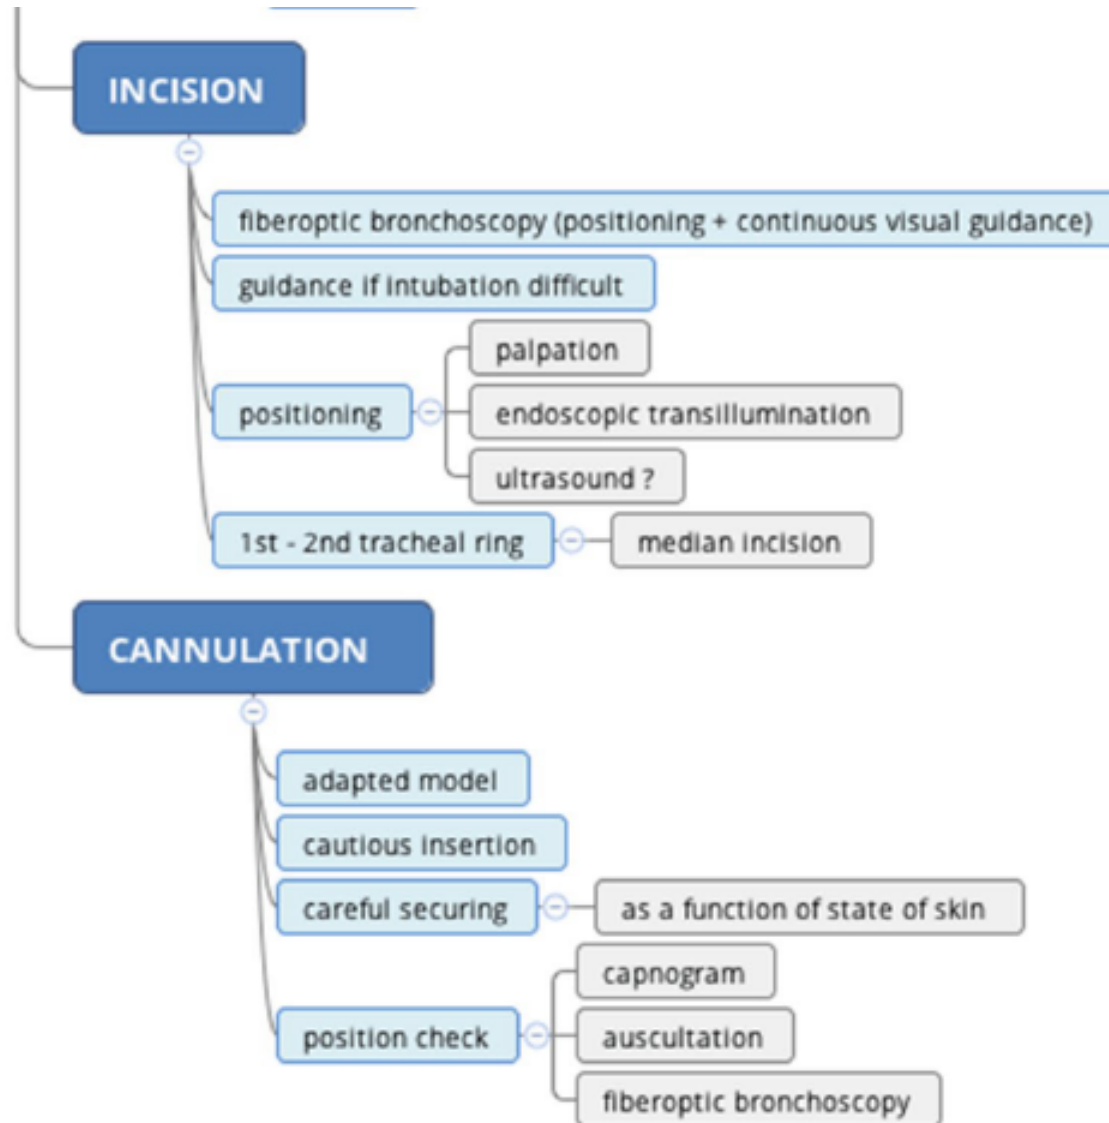 INCISION
fiberoptic bronchoscopy (positioning + continuous visual guidance)
guidance if intubation difficult
palpation
positioning
endoscopic transillumination
ultrasound ?
1st - 2nd tracheal ring
median incision
CANNULATION
adapted model
cautious insertion
careful securing
as a function of state of skin
capnogram
position check
auscultation
fiberoptic bronchoscopy